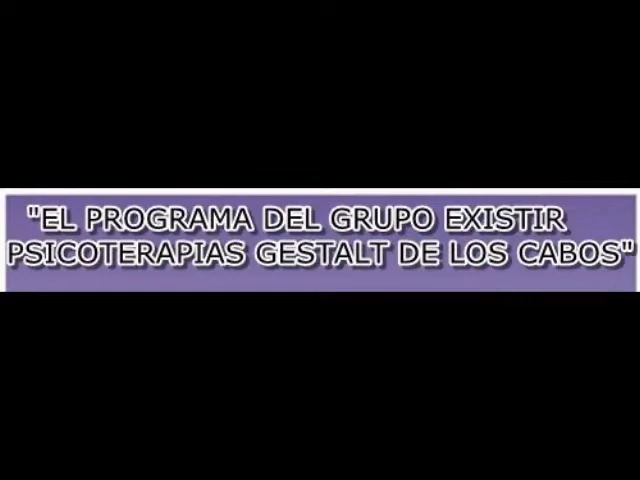 "EL PROGRAMA DEL GRUPO EXISTIR
PSICOTERAPIAS GESTALT DE LOS CABOS"